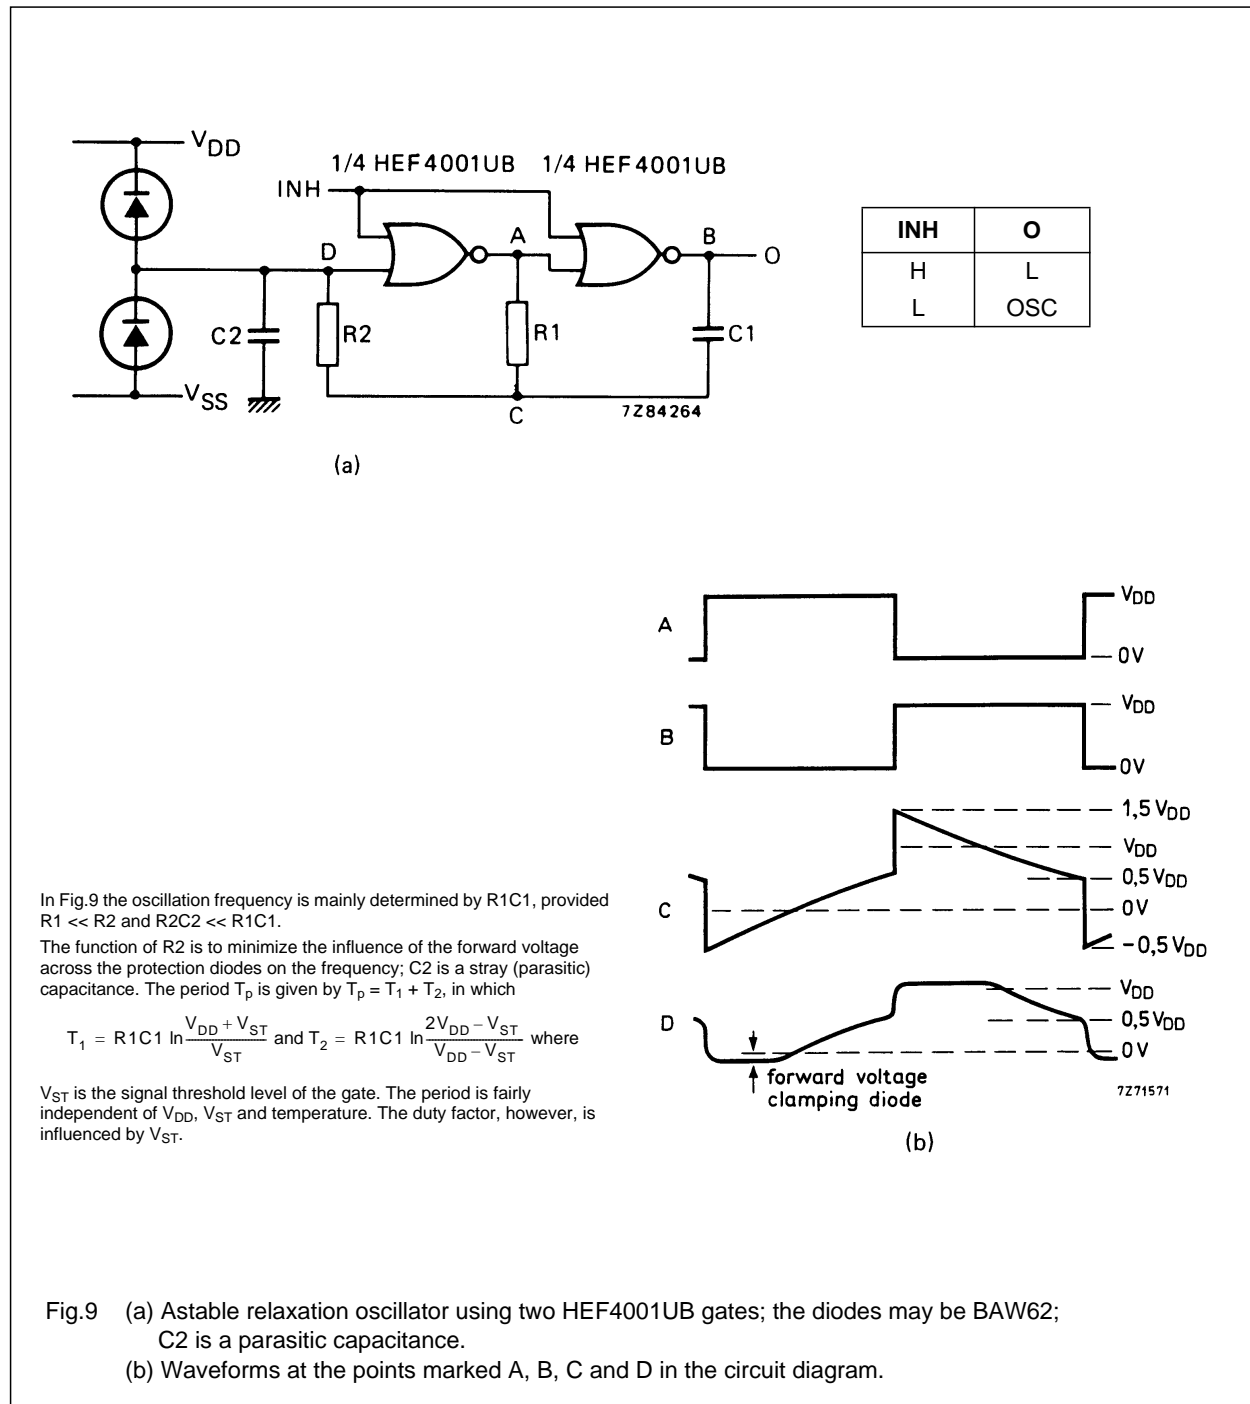 V_DD
1/4 HEF4001UB 1/4 HEF4001UB
INH
D
A
B
O
C2
R2
R1
C1
V_SS
C
7Z84264
(a)
INH O
H L
L OSC
A
V_DD
0V
B
V_DD
0V
C
1,5 V_DD
V_DD
0,5 V_DD
0V
−0,5 V_DD
D
V_DD
0,5 V_DD
0V
forward voltage
clamping diode
7Z71571
(b)
In Fig.9 the oscillation frequency is mainly determined by R1C1, provided
R1 << R2 and R2C2 << R1C1.
The function of R2 is to minimize the influence of the forward voltage
across the protection diodes on the frequency; C2 is a stray (parasitic)
capacitance. The period T_p is given by T_p = T_1 + T_2, in which
T_1 = R1C1 ln (V_DD + V_ST)/V_ST and T_2 = R1C1 ln (2V_DD − V_ST)/(V_DD − V_ST) where
V_ST is the signal threshold level of the gate. The period is fairly
independent of V_DD, V_ST and temperature. The duty factor, however, is
influenced by V_ST.
Fig.9 (a) Astable relaxation oscillator using two HEF4001UB gates; the diodes may be BAW62;
C2 is a parasitic capacitance.
(b) Waveforms at the points marked A, B, C and D in the circuit diagram.